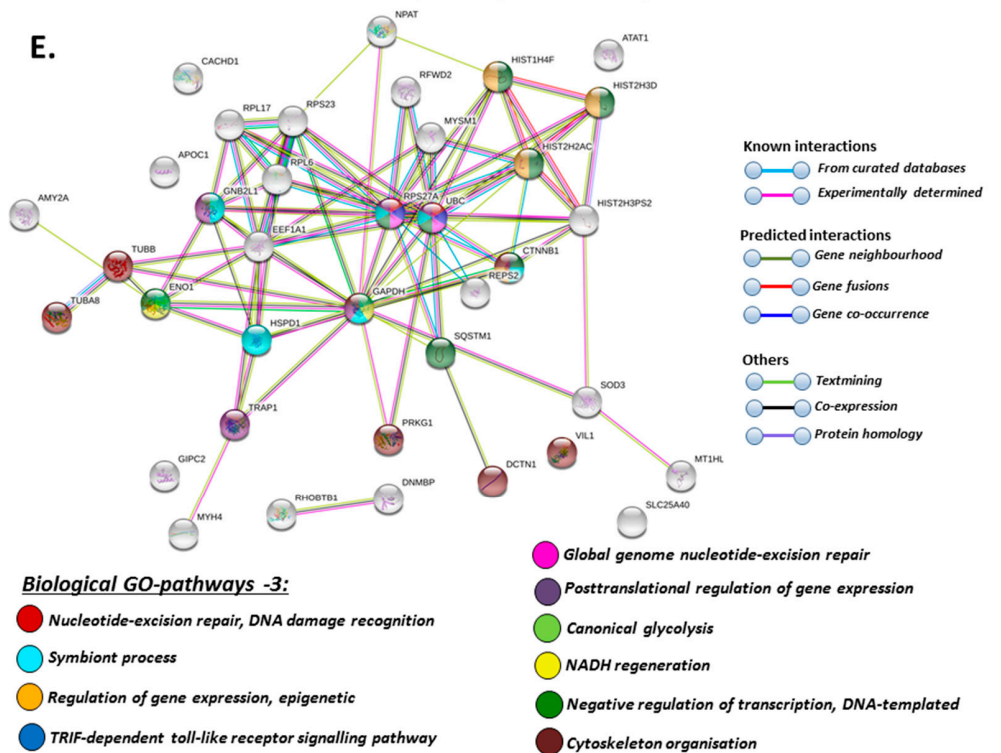 E.
NPAT
ATAT1
CACHD1
HIST1H4F
RFWD2
HIST2H3D
RPL17
RPS23
MYSM1
HIST2H2AC
APOC1
RPL6
GNB2L1
RPS27A
UBC
HIST2H3PS2
AMY2A
EEF1A1
CTNNB1
TUBB
REPS2
ENO1
GAPDH
TUBA8
HSPD1
SQSTM1
SOD3
TRAP1
PRKG1
VIL1
MT1HL
GIPC2
DCTN1
DNMBP
RHOBTB1
SLC25A40
MYH4
Known interactions
From curated databases
Experimentally determined
Predicted interactions
Gene neighbourhood
Gene fusions
Gene co-occurrence
Others
Textmining
Co-expression
Protein homology
Biological GO-pathways -3:
Nucleotide-excision repair, DNA damage recognition
Symbiont process
Regulation of gene expression, epigenetic
TRIF-dependent toll-like receptor signalling pathway
Global genome nucleotide-excision repair
Posttranslational regulation of gene expression
Canonical glycolysis
NADH regeneration
Negative regulation of transcription, DNA-templated
Cytoskeleton organisation